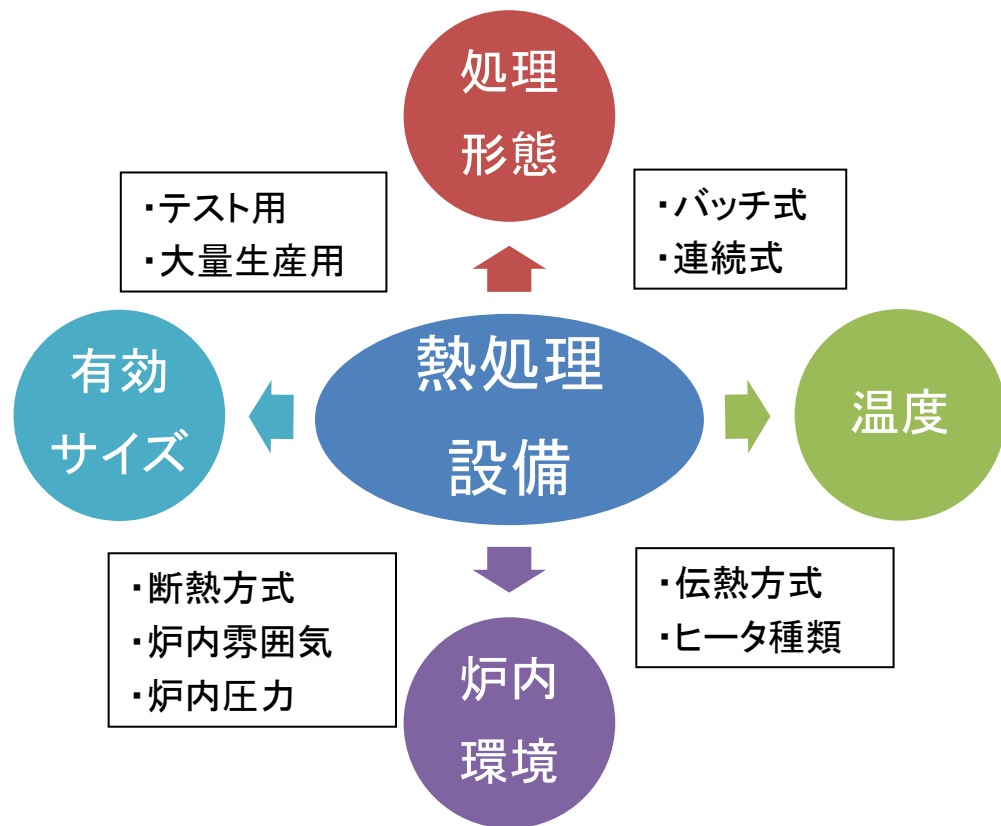 処理
形態
・テスト用
・大量生産用
・バッチ式
・連続式
有効
サイズ
熱処理
設備
温度
・断熱方式
・炉内雰囲気
・炉内圧力
・伝熱方式
・ヒータ種類
炉内
環境